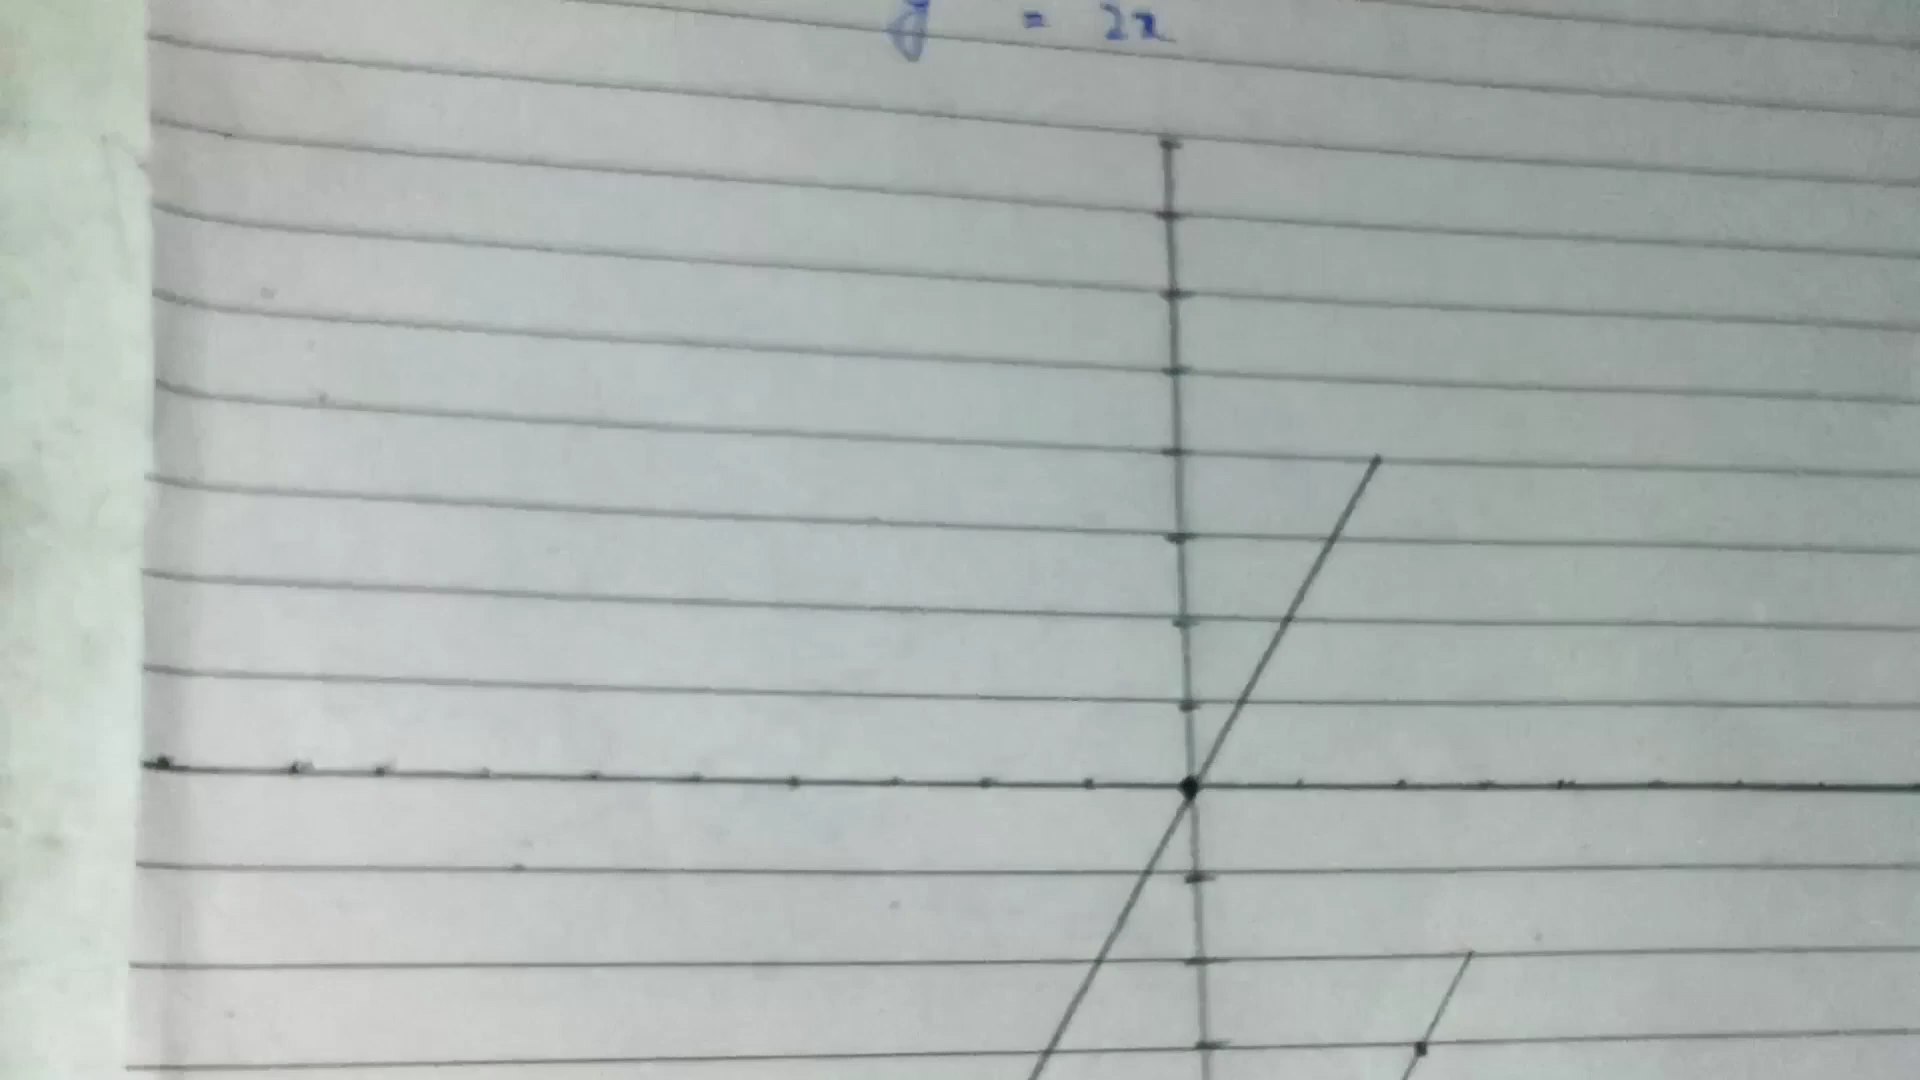 y = 2x